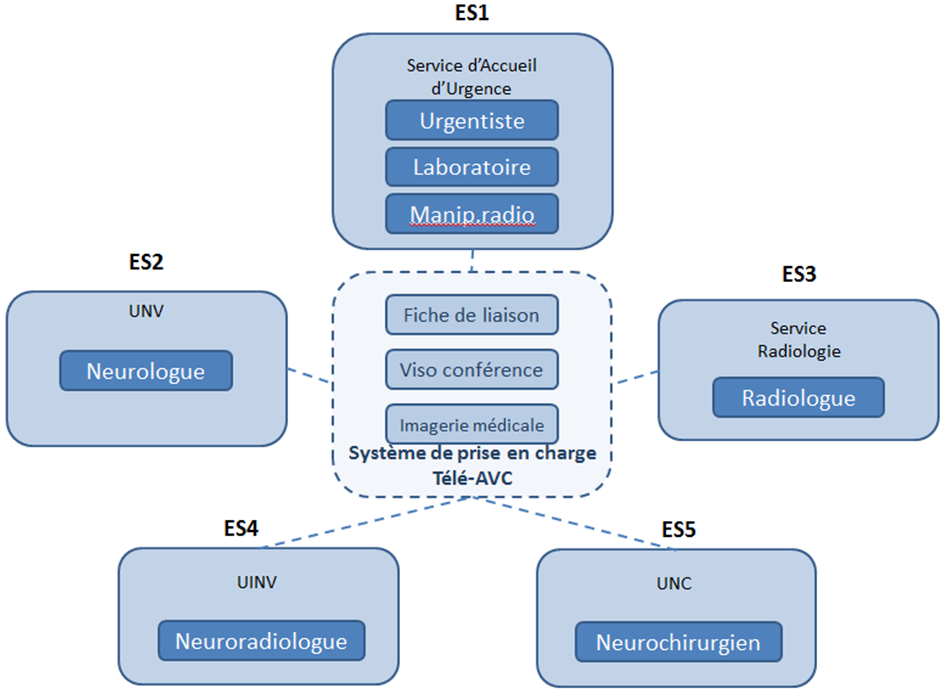 ES1
Service d'Accueil
d'Urgence
Urgentiste
Laboratoire
Manip.radio
ES2
UNV
Neurologue
Fiche de liaison
Viso conférence
Imagerie médicale
Système de prise en charge
Télé-AVC
ES3
Service
Radiologie
Radiologue
ES4
UINV
Neuroradiologue
ES5
UNC
Neurochirurgien